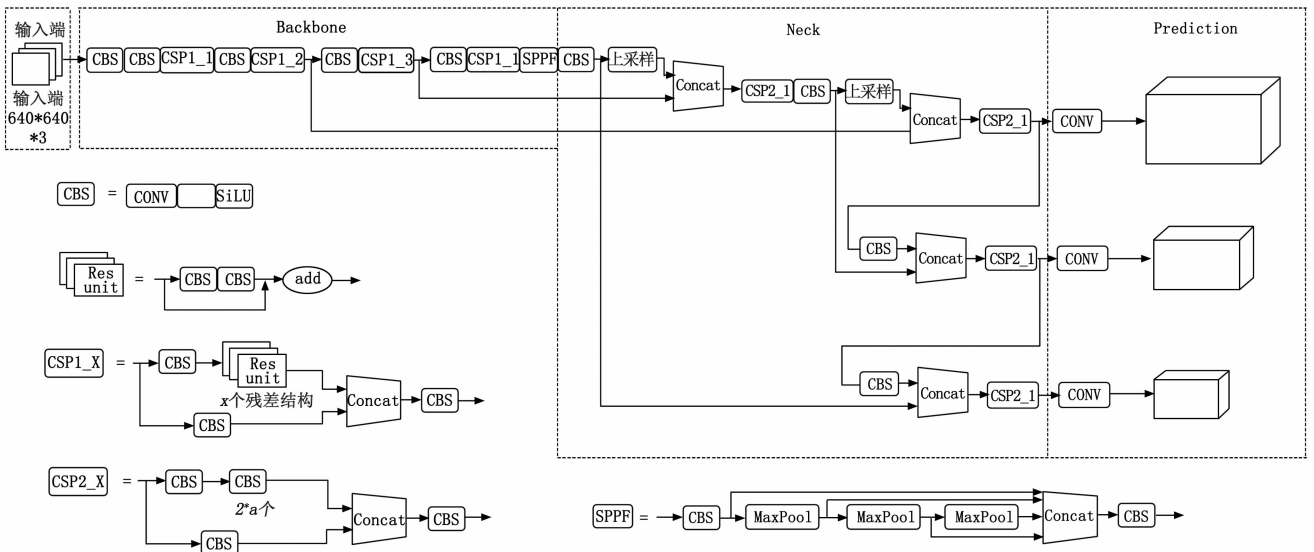 输入端
Backbone
Neck
Prediction
CBS CBS CSP1_1 CBS CSP1_2 CBS CSP1_3 CBS CSP1_1 SPPF CBS 上采样
Concat
CSP2_1 CBS 上采样
Concat
CSP2_1 CONV
输入端
640*640
*3
CBS = CONV SiLU
CBS Concat CSP2_1 CONV
Res
unit
= CBS CBS add
CSP1_X = CBS Res
unit
x个残差结构
Concat CBS
CBS
CBS Concat CSP2_1 CONV
CSP2_X = CBS CBS
2*a个
Concat CBS
CBS
SPPF = CBS MaxPool MaxPool MaxPool Concat CBS